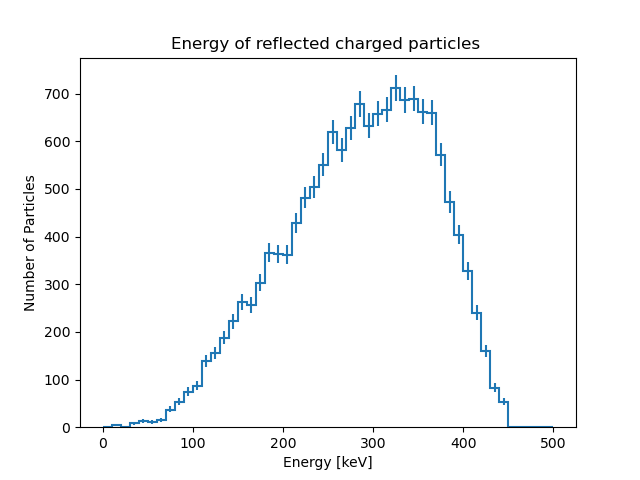 Energy of reflected charged particles
Number of Particles
700
600
500
400
300
200
100
0
0 100 200 300 400 500
Energy [keV]